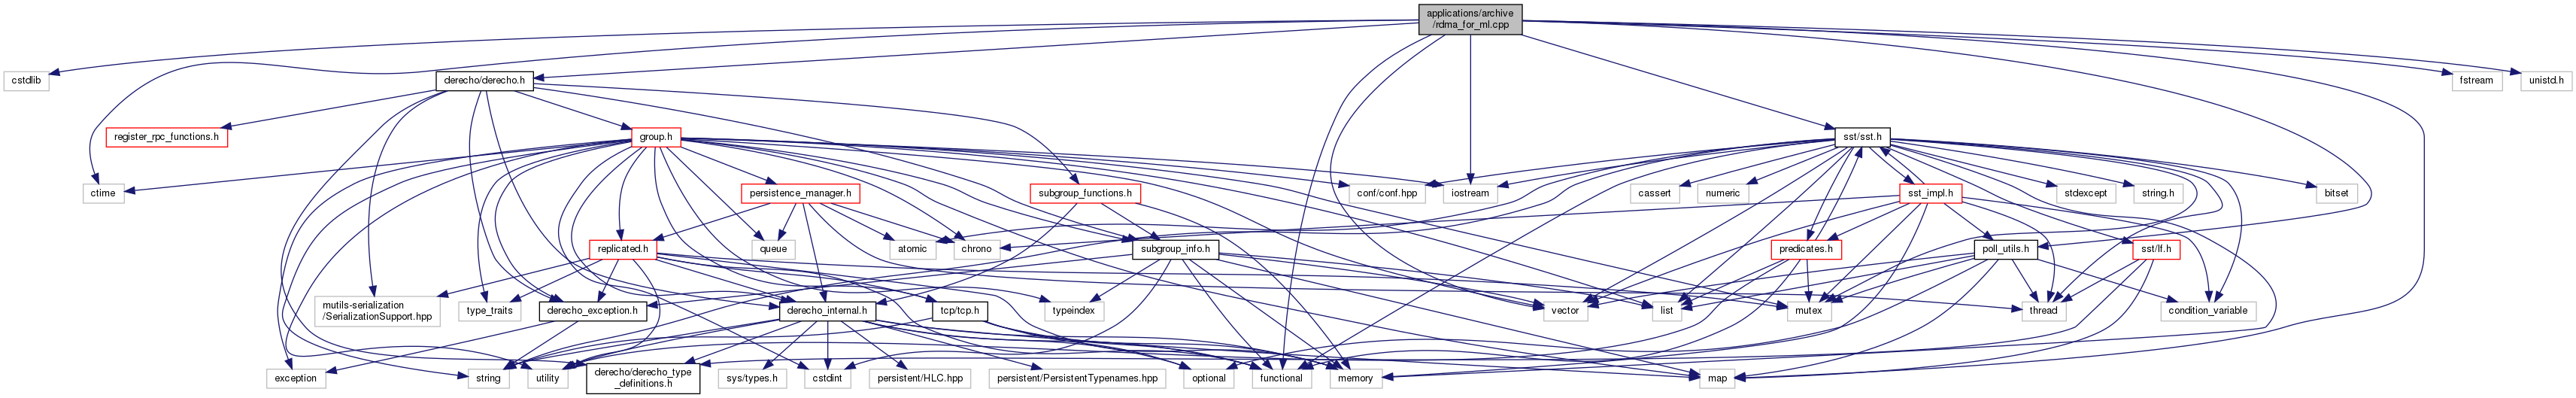 applications/archive
/rdma_for_ml.cpp
cstdlib
derecho/derecho.h
fstream
unistd.h
register_rpc_functions.h
group.h
sst/sst.h
ctime
persistence_manager.h
subgroup_functions.h
conf/conf.hpp
iostream
cassert
numeric
sst_impl.h
stdexcept
string.h
bitset
replicated.h
queue
atomic
chrono
subgroup_info.h
predicates.h
poll_utils.h
sst/lf.h
mutils-serialization
/SerializationSupport.hpp
type_traits
derecho_exception.h
derecho_internal.h
tcp/tcp.h
typeindex
vector
list
mutex
thread
condition_variable
exception
string
utility
derecho/derecho_type
_definitions.h
sys/types.h
cstdint
persistent/HLC.hpp
persistent/PersistentTypenames.hpp
optional
functional
memory
map